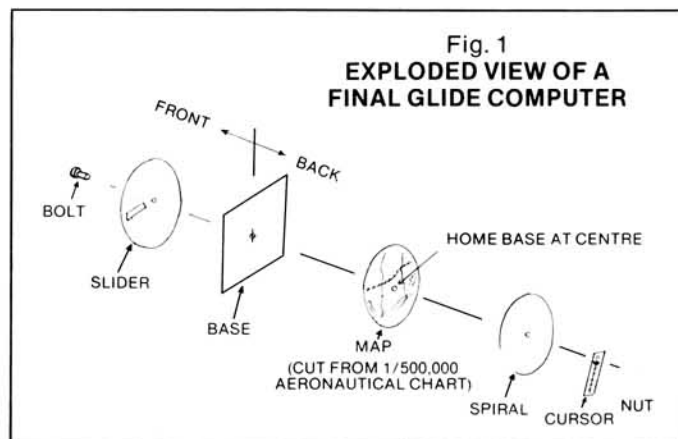 Fig. 1
EXPLODED VIEW OF A
FINAL GLIDE COMPUTER
FRONT
BACK
BOLT
SLIDER
BASE
HOME BASE AT CENTRE
MAP
(CUT FROM 1/500,000
AERONAUTICAL CHART)
SPIRAL
CURSOR
NUT